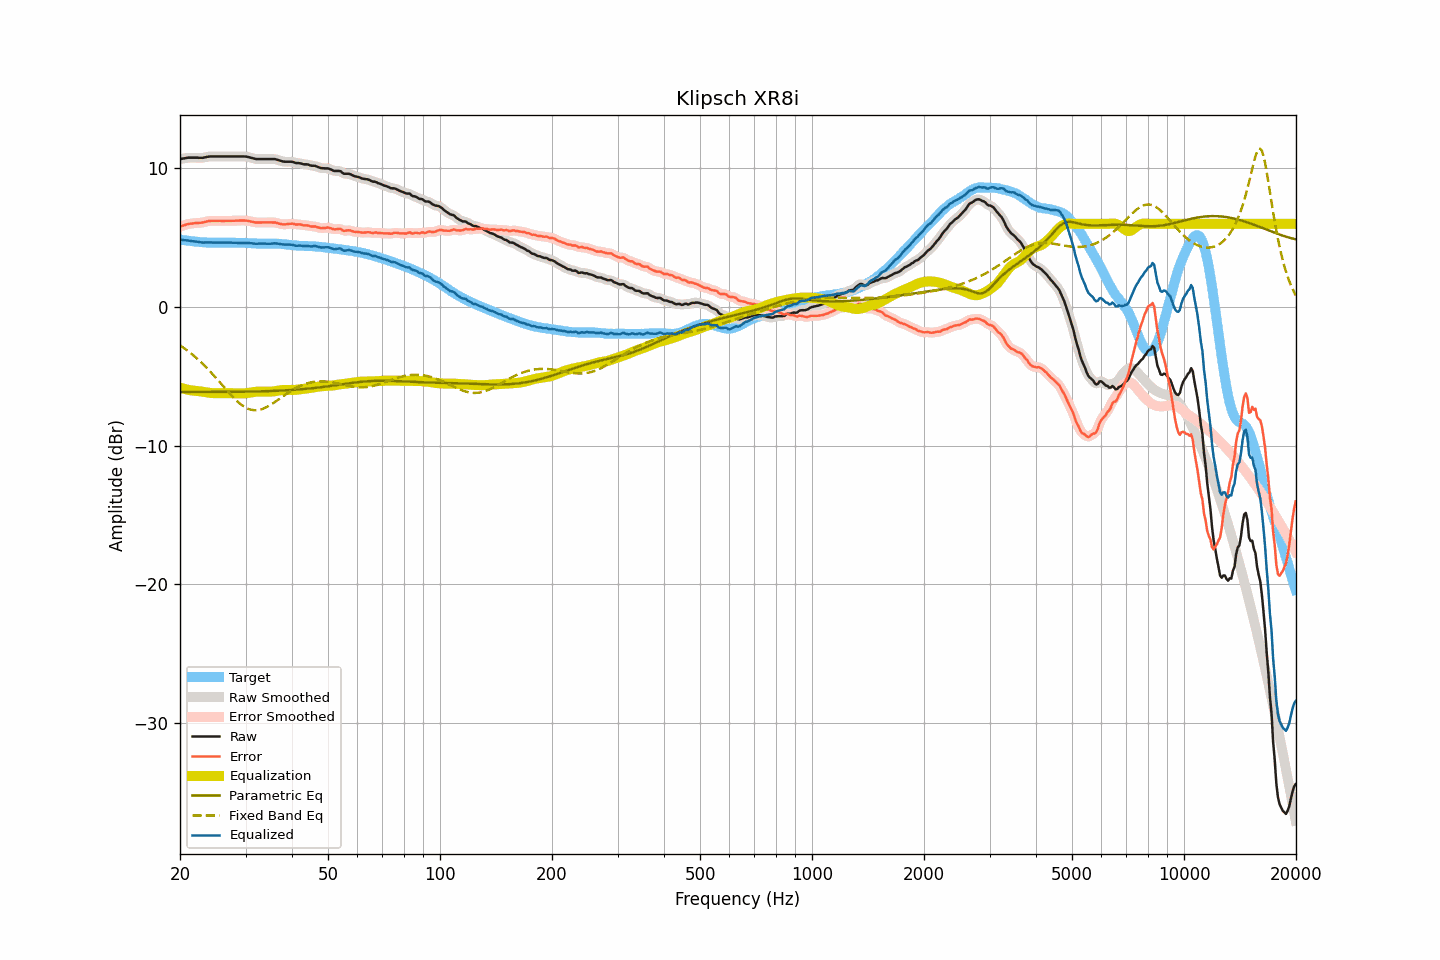 Klipsch XR8i
Amplitude (dBr)
10
0
−10
−20
−30
Target
Raw Smoothed
Error Smoothed
Raw
Error
Equalization
Parametric Eq
Fixed Band Eq
Equalized
20
50
100
200
500
1000
2000
5000
10000
20000
Frequency (Hz)